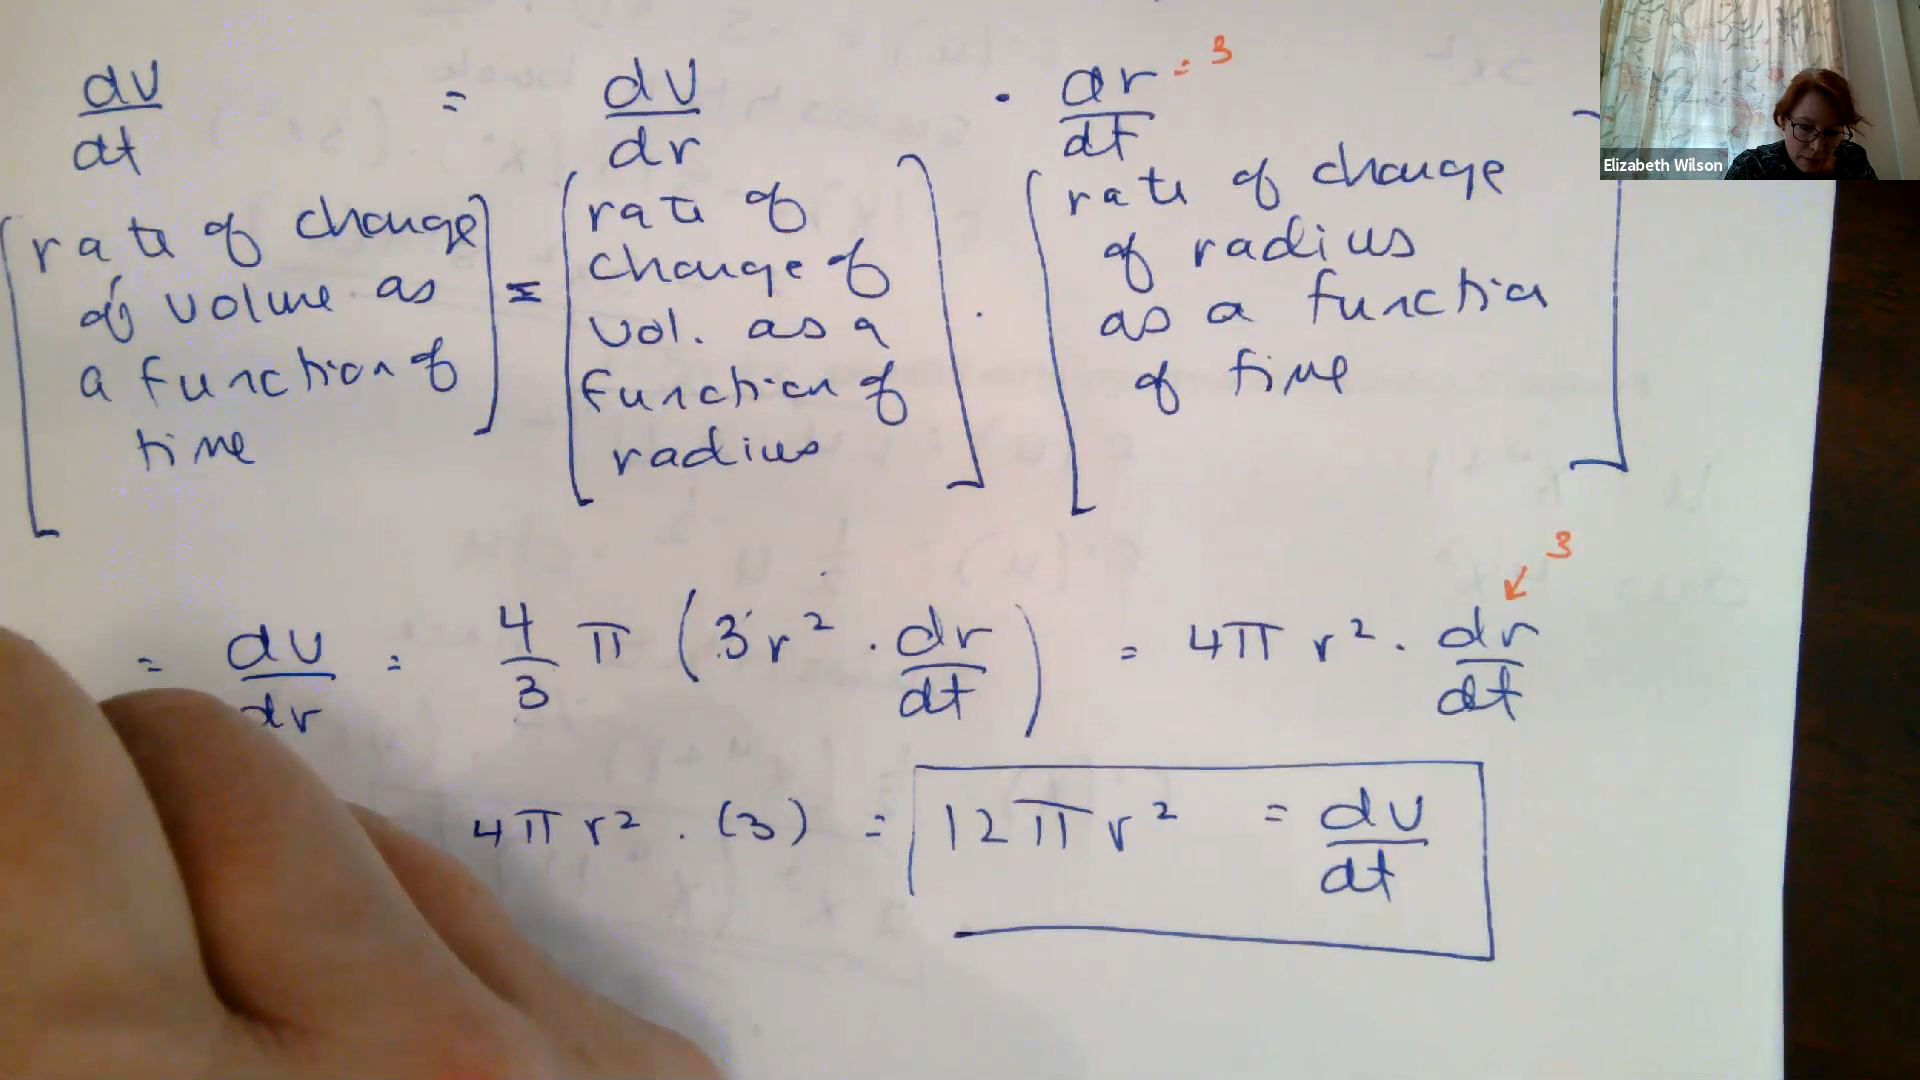 dV/dt = dV/dr · dr/dt = 3
[rate of change of volume as a function of time] = [rate of change of vol. as a function of radius] · [rate of change of radius as a function of time]
3
= dV/dr = 4/3 π (3r² · dr/dt) = 4π r² · dr/dt
4π r² · (3) = 12π r² = dV/dt
Elizabeth Wilson